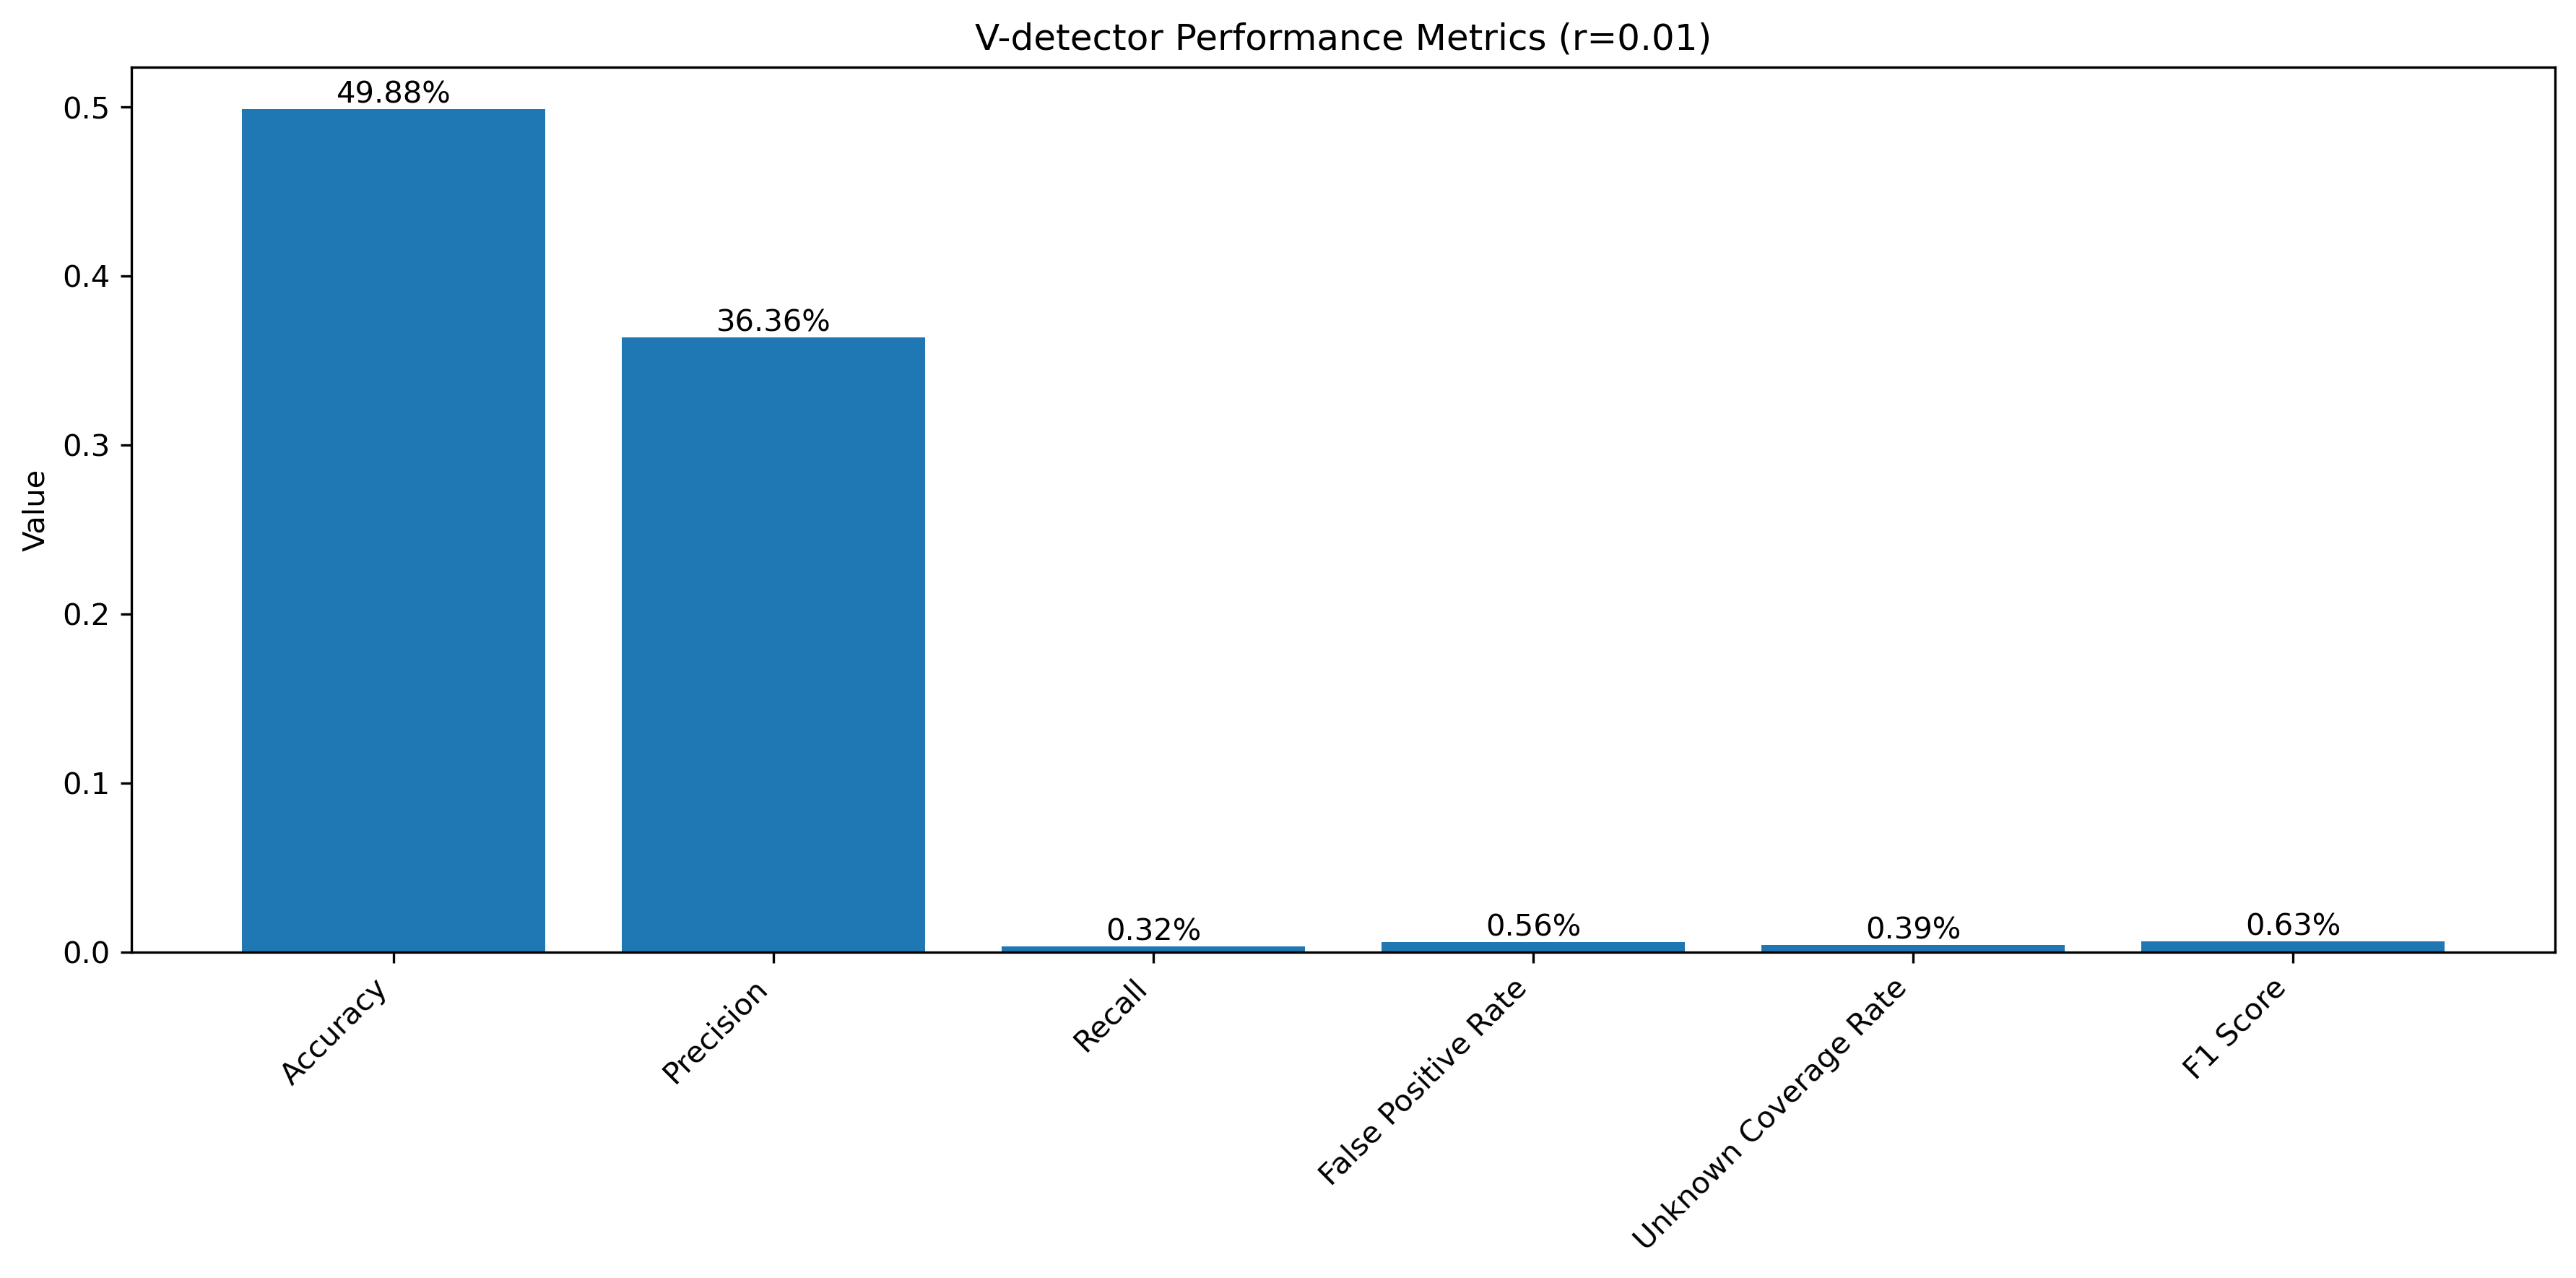 V-detector Performance Metrics (r=0.01)
Value
0.5
0.4
0.3
0.2
0.1
0.0
49.88%
36.36%
0.32%
0.56%
0.39%
0.63%
Accuracy
Precision
Recall
False Positive Rate
Unknown Coverage Rate
F1 Score